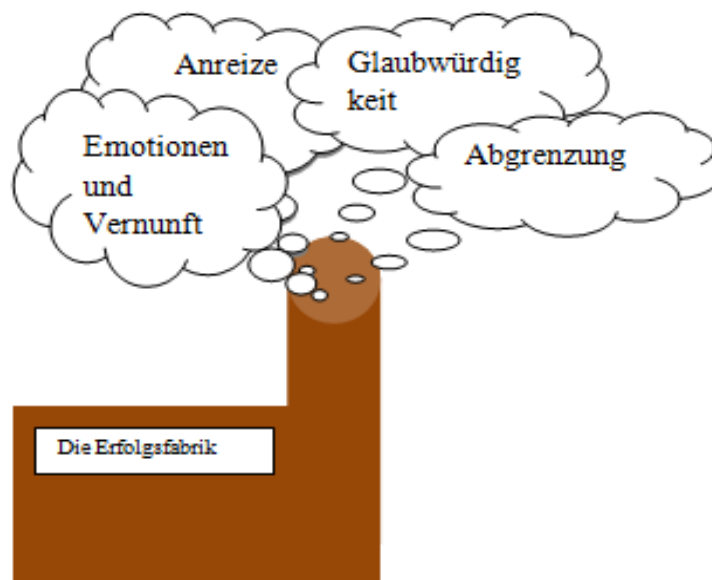 Anreize
Glaubwürdig
keit
Emotionen
und
Vernunft
Abgrenzung
Die Erfolgsfabrik